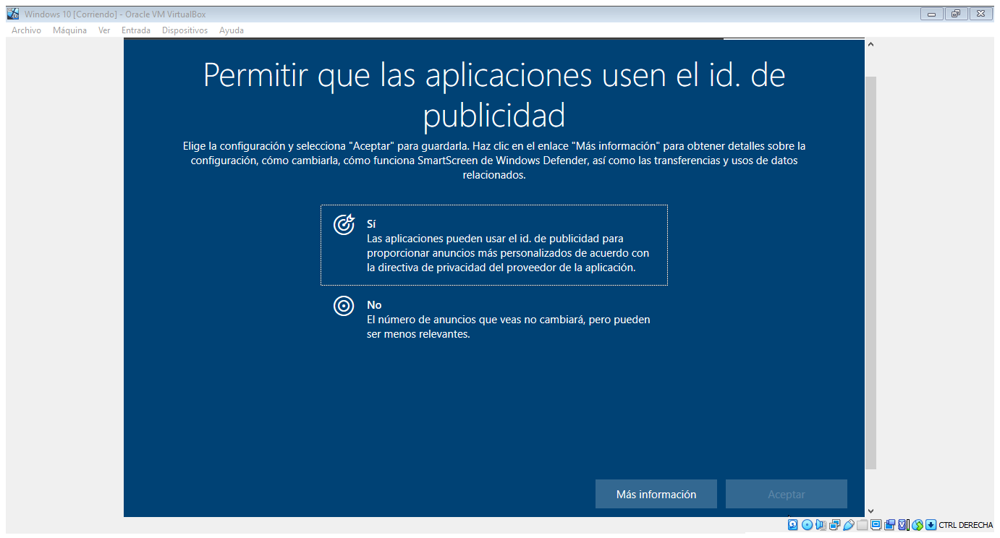 Windows 10 [Corriendo] - Oracle VM VirtualBox
Archivo Máquina Ver Entrada Dispositivos Ayuda
Permitir que las aplicaciones usen el id. de
publicidad
Elige la configuración y selecciona "Aceptar" para guardarla. Haz clic en el enlace "Más información" para obtener detalles sobre la
configuración, cómo cambiarla, cómo funciona SmartScreen de Windows Defender, así como las transferencias y usos de datos
relacionados.
Sí
Las aplicaciones pueden usar el id. de publicidad para
proporcionar anuncios más personalizados de acuerdo con
la directiva de privacidad del proveedor de la aplicación.
No
El número de anuncios que veas no cambiará, pero pueden
ser menos relevantes.
Más información Aceptar
CTRL DERECHA